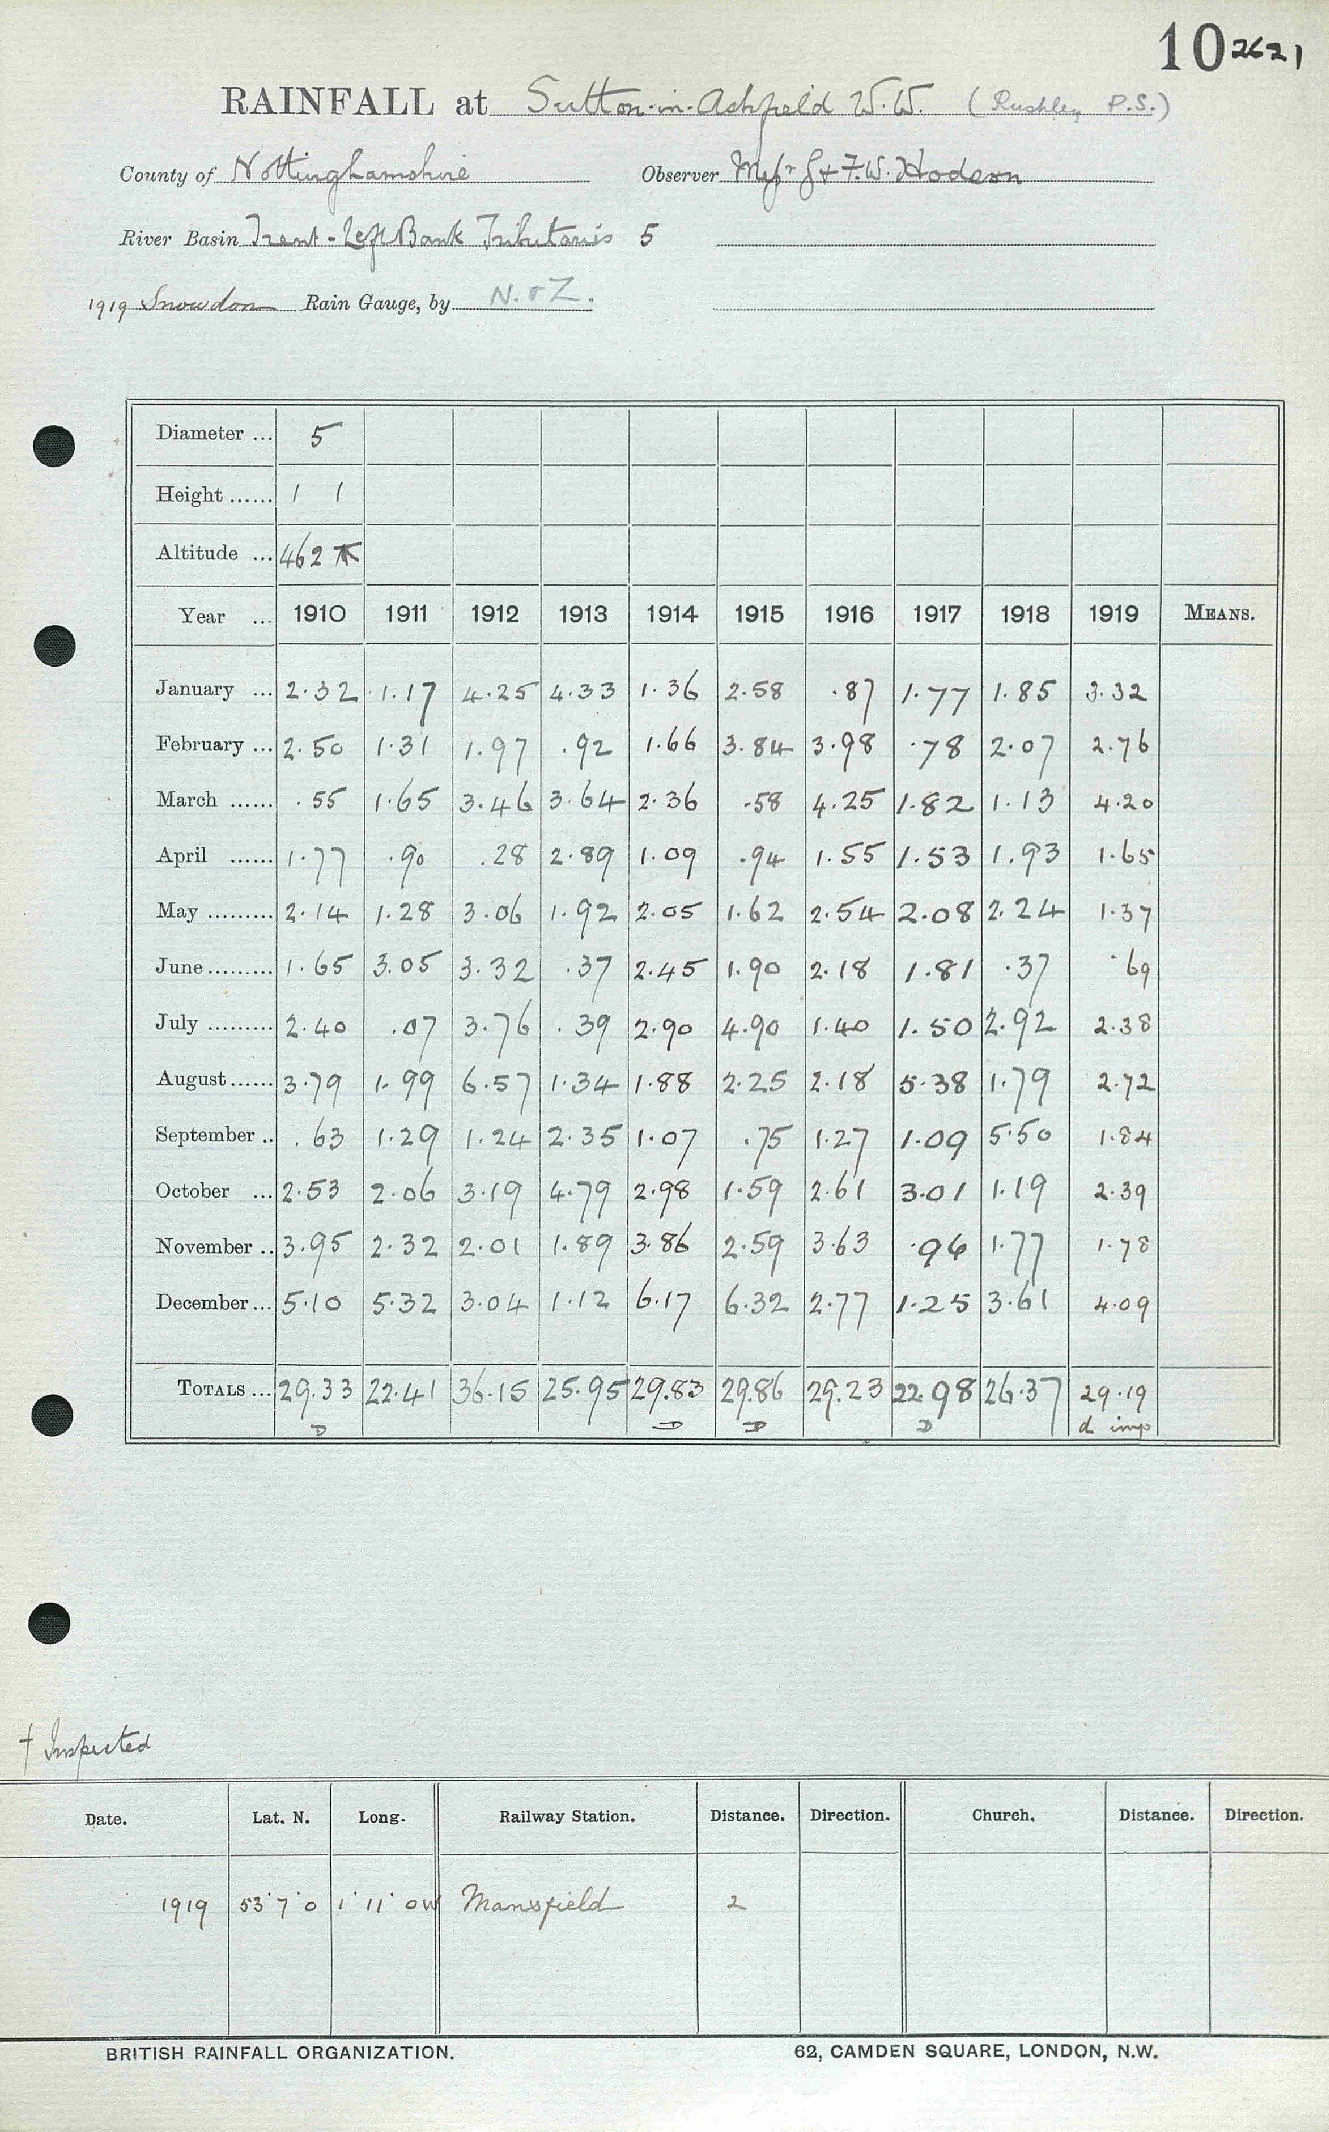 10 2621
RAINFALL at Sutton-in-Ashfield W.W. (Rushley P.S.)
County of Nottinghamshire Observer Messrs G & F.W. Hodson
River Basin Trent - Left Bank Tributaries 5
1919 Snowdon Rain Gauge, by N. & Z.
Diameter ... 5
Height ...... 1 1
Altitude ... 462
Year ... 1910 1911 1912 1913 1914 1915 1916 1917 1918 1919 MEANS.
January ... 2.32 1.17 4.25 4.33 1.36 2.58 .87 1.77 1.85 3.32
February ... 2.50 1.31 1.97 .92 1.66 3.84 3.98 .78 2.07 2.76
March ...... .55 1.65 3.46 3.64 2.36 .58 4.25 1.82 1.13 4.20
April ...... 1.77 .90 .28 2.89 1.09 .94 1.55 1.53 1.93 1.65
May ......... 2.14 1.28 3.06 1.92 2.05 1.62 2.54 2.08 2.24 1.37
June ......... 1.65 3.05 3.32 .37 2.45 1.90 2.18 1.81 .37 .69
July ......... 2.40 .07 3.76 .39 2.90 4.90 1.40 1.50 2.92 2.38
August ...... 3.79 1.99 6.57 1.34 1.88 2.25 2.18 5.38 1.79 2.72
September .. .63 1.29 1.24 2.35 1.07 .75 1.27 1.09 5.50 1.84
October ... 2.53 2.06 3.19 4.79 2.98 1.59 2.61 3.01 1.19 2.39
November .. 3.95 2.32 2.01 1.89 3.86 2.59 3.63 .96 1.77 1.78
December ... 5.10 5.32 3.04 1.12 6.17 6.32 2.77 1.25 3.61 4.09
TOTALS ... 29.33 22.41 36.15 25.95 29.83 29.86 29.23 22.98 26.37 29.19
D D D D d imp
† Inspected
Date. Lat. N. Long. Railway Station. Distance. Direction. Church. Distance. Direction.
1919 53° 7' 0 1° 11' 0 W Mansfield 2
BRITISH RAINFALL ORGANIZATION. 62, CAMDEN SQUARE, LONDON, N.W.